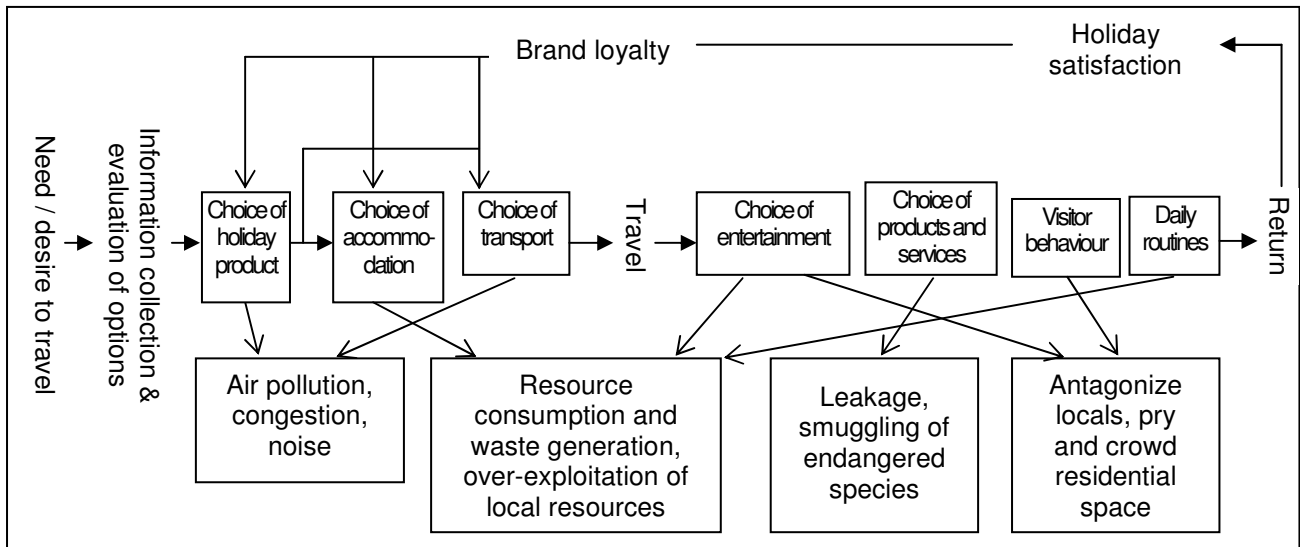 Brand loyalty
Holiday
satisfaction
Need / desire to travel
Information collection &
evaluation of options
Choice of
holiday
product
Choice of
accommo-
dation
Choice of
transport
Travel
Choice of
entertainment
Choice of
products and
services
Visitor
behaviour
Daily
routines
Return
Air pollution,
congestion,
noise
Resource
consumption and
waste generation,
over-exploitation of
local resources
Leakage,
smuggling of
endangered
species
Antagonize
locals, pry
and crowd
residential
space